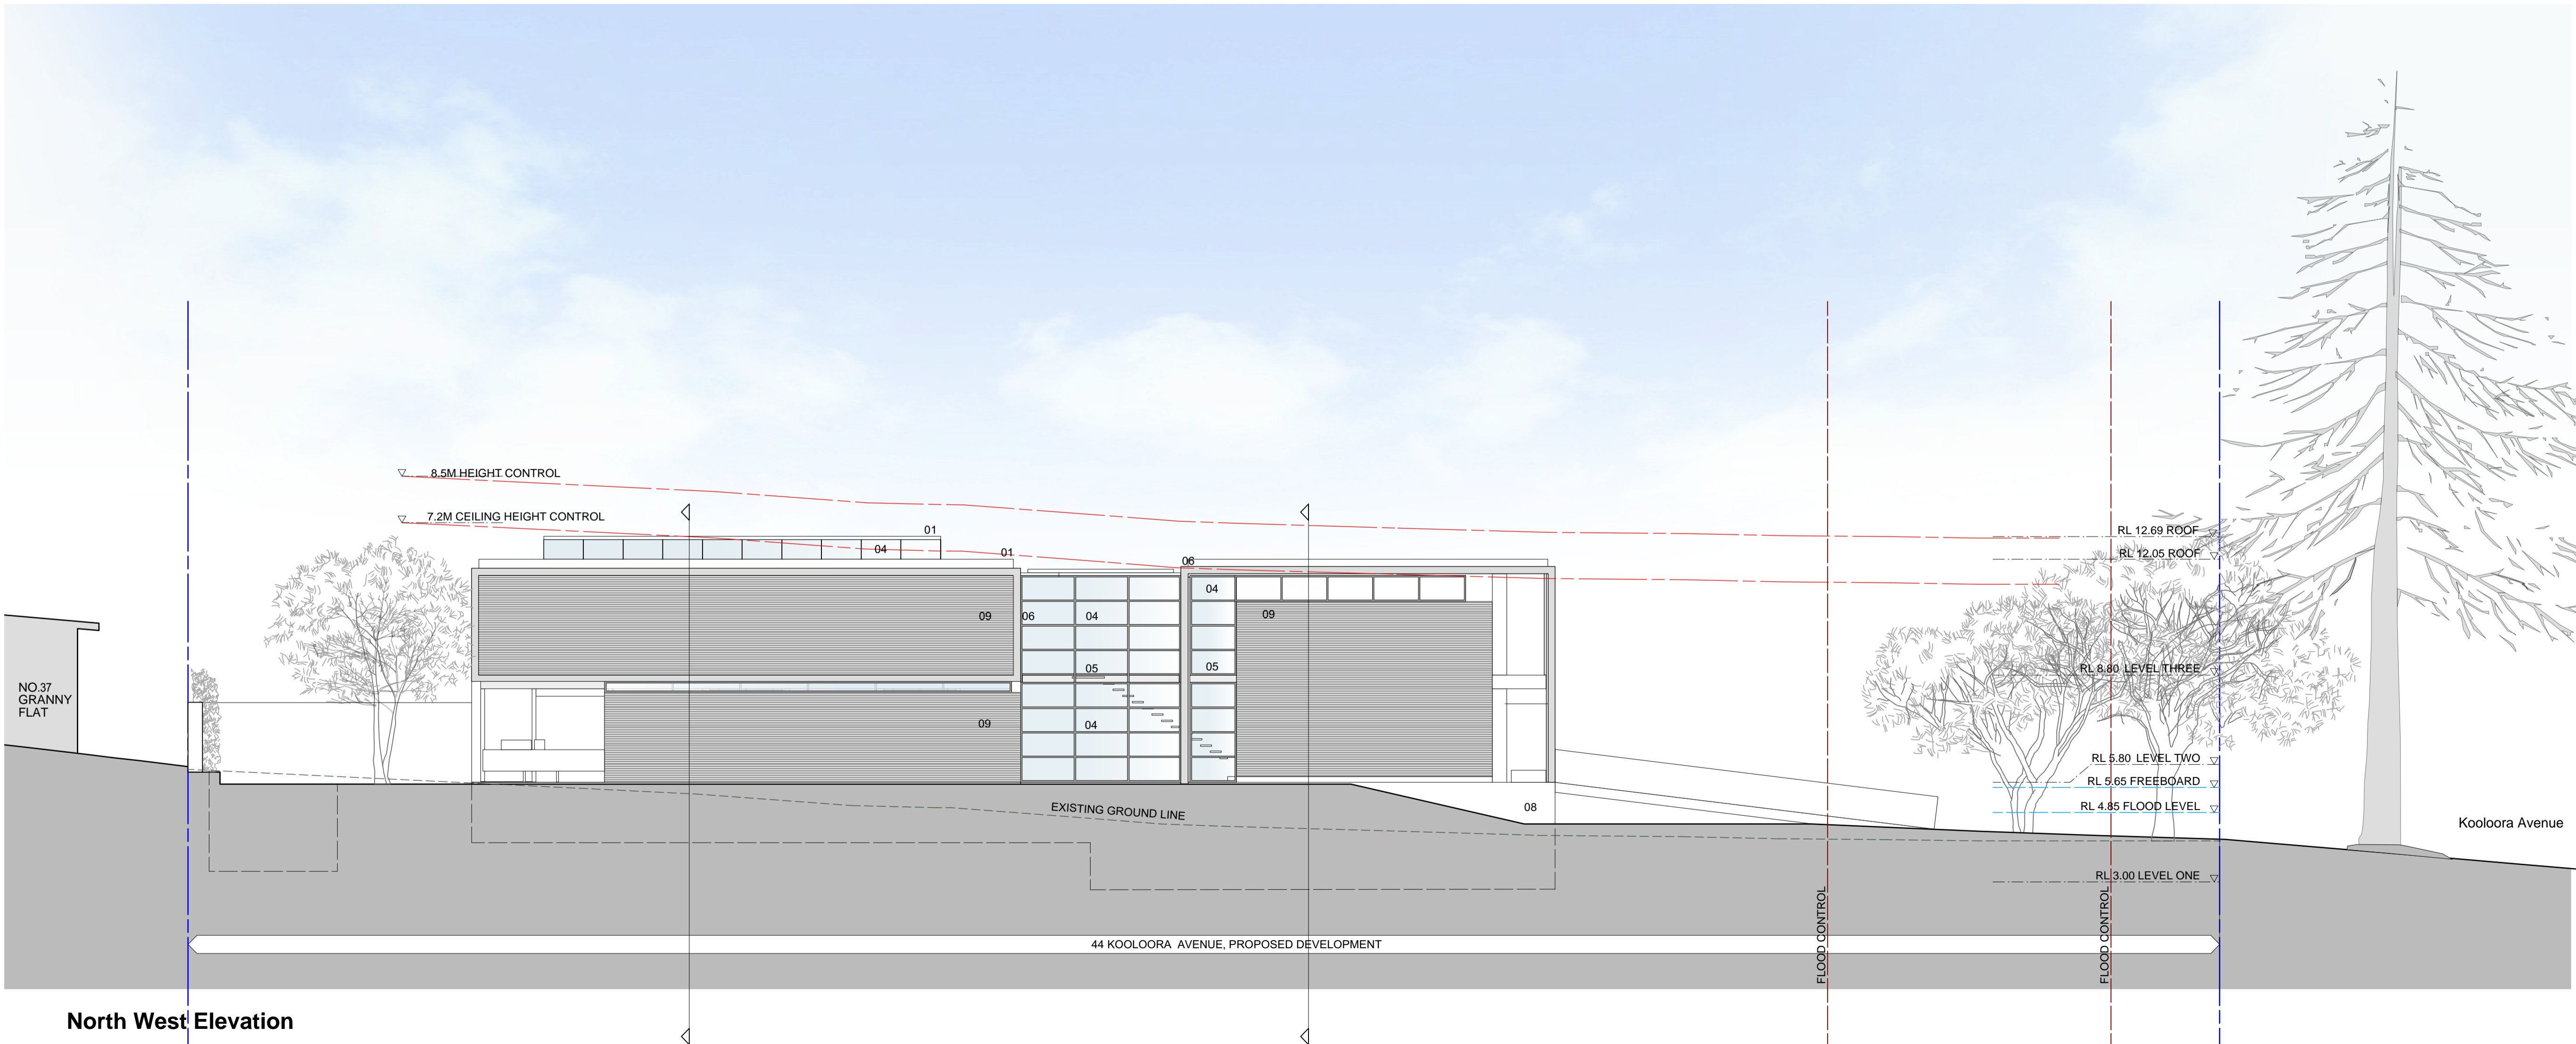 8.5M HEIGHT CONTROL
7.2M CEILING HEIGHT CONTROL
01
04
01
06
04
09
06
04
09
05
05
09
04
08
RL 12.69 ROOF
RL 12.05 ROOF
RL 8.80 LEVEL THREE
RL 5.80 LEVEL TWO
RL 5.65 FREEBOARD
RL 4.85 FLOOD LEVEL
RL 3.00 LEVEL ONE
NO.37
GRANNY
FLAT
EXISTING GROUND LINE
Kooloora Avenue
FLOOD CONTROL
FLOOD CONTROL
44 KOOLOORA AVENUE, PROPOSED DEVELOPMENT
North West Elevation